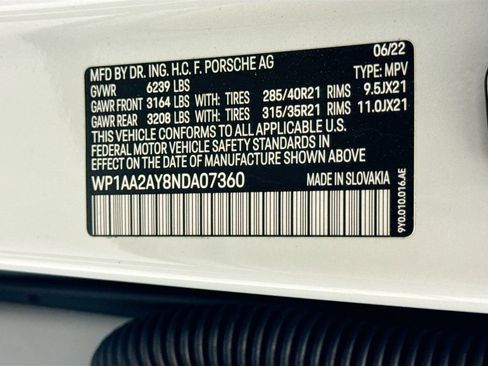 MFD BY DR. ING. H.C. F. PORSCHE AG 06/22
GVWR 6239 LBS TYPE: MPV
GAWR FRONT 3164 LBS WITH: TIRES 285/40R21 RIMS 9.5JX21
GAWR REAR 3208 LBS WITH: TIRES 315/35R21 RIMS 11.0JX21
THIS VEHICLE CONFORMS TO ALL APPLICABLE U.S.
FEDERAL MOTOR VEHICLE SAFETY STANDARDS IN
EFFECT ON THE DATE OF MANUFACTURE SHOWN ABOVE.
WP1AA2AY8NDA07360 MADE IN SLOVAKIA
9Y0.010.016.AE